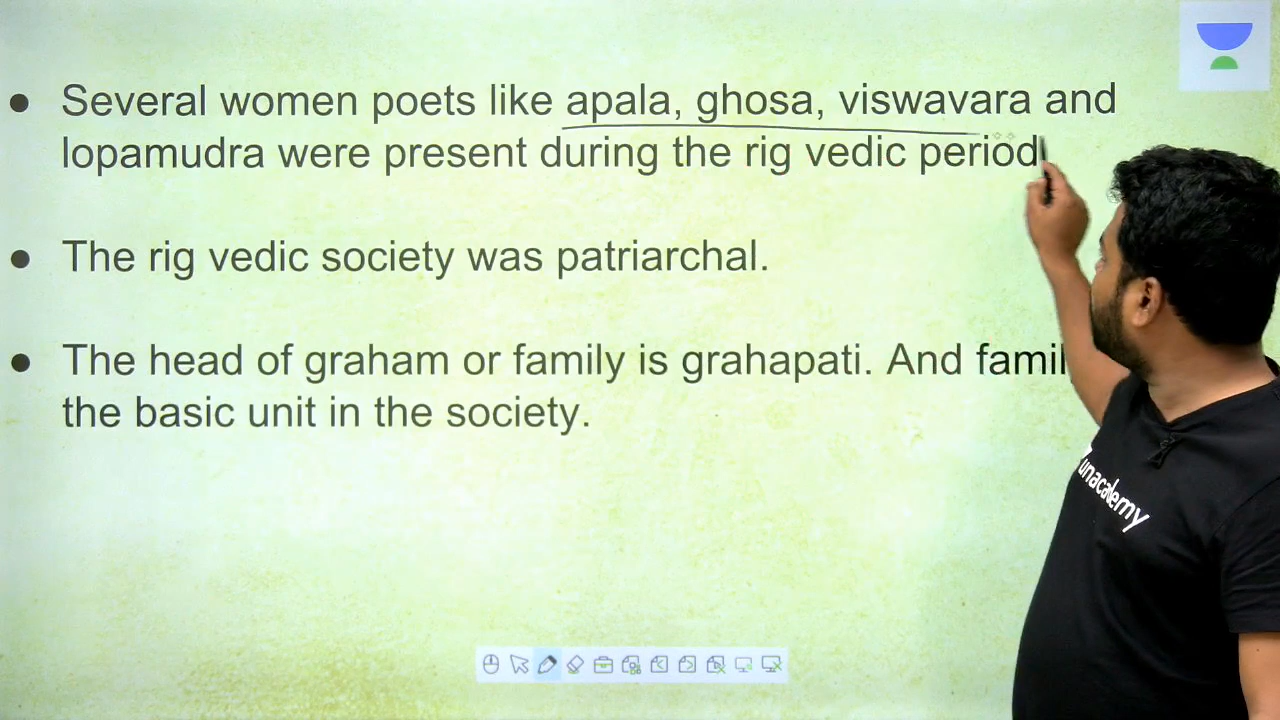 Several women poets like apala, ghosa, viswavara and
lopamudra were present during the rig vedic period
The rig vedic society was patriarchal.
The head of graham or family is grahapati. And famil
the basic unit in the society.
unacademy